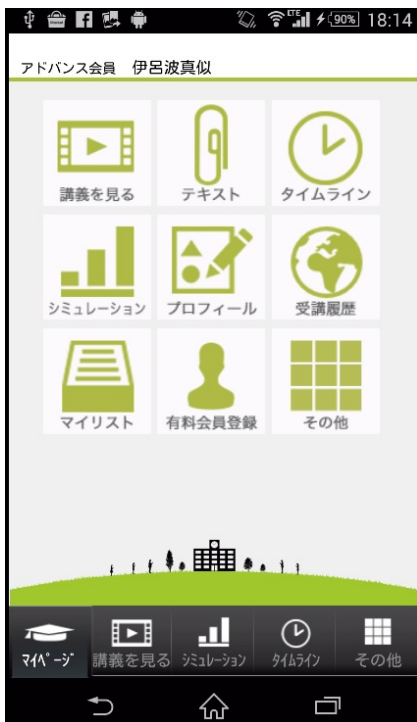 LTE 90% 18:14
アドバンス会員 伊呂波真似
講義を見る テキスト タイムライン
シミュレーション プロフィール 受講履歴
マイリスト 有料会員登録 その他
ﾏｲﾍﾟｰｼﾞ 講義を見る ｼﾐｭﾚｰｼｮﾝ ﾀｲﾑﾗｲﾝ その他